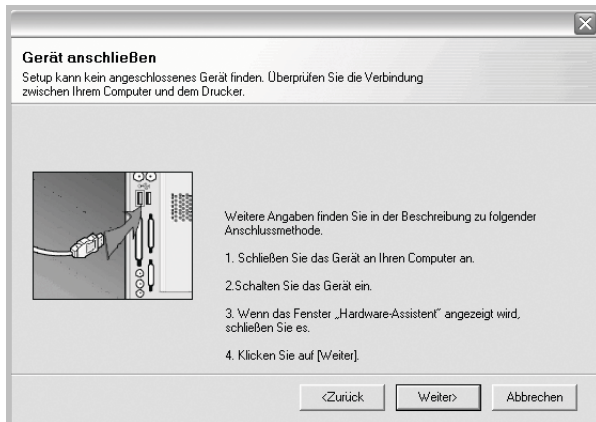 Gerät anschließen
Setup kann kein angeschlossenes Gerät finden. Überprüfen Sie die Verbindung
zwischen Ihrem Computer und dem Drucker.
Weitere Angaben finden Sie in der Beschreibung zu folgender
Anschlussmethode.
1. Schließen Sie das Gerät an Ihren Computer an.
2.Schalten Sie das Gerät ein.
3. Wenn das Fenster „Hardware-Assistent" angezeigt wird,
schließen Sie es.
4. Klicken Sie auf [Weiter].
<Zurück Weiter> Abbrechen